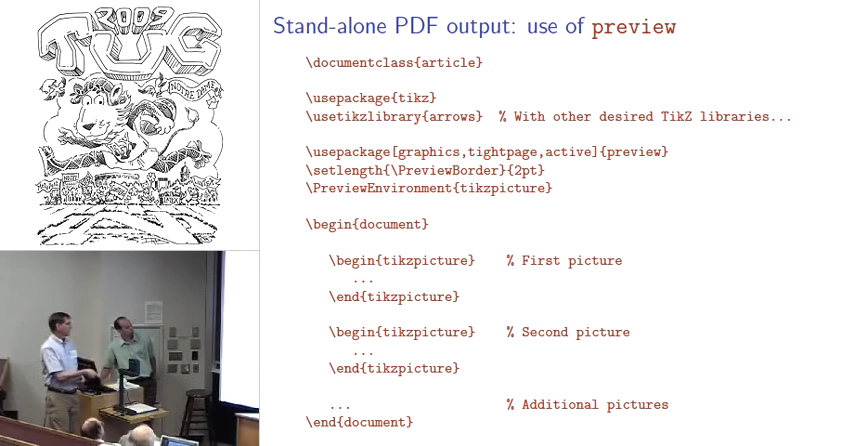 2009
TUG
NOTRE DAME
Stand-alone PDF output: use of preview
\documentclass{article}
\usepackage{tikz}
\usetikzlibrary{arrows} % With other desired TikZ libraries...
\usepackage[graphics,tightpage,active]{preview}
\setlength{\PreviewBorder}{2pt}
\PreviewEnvironment{tikzpicture}
\begin{document}
\begin{tikzpicture} % First picture
...
\end{tikzpicture}
\begin{tikzpicture} % Second picture
...
\end{tikzpicture}
... % Additional pictures
\end{document}